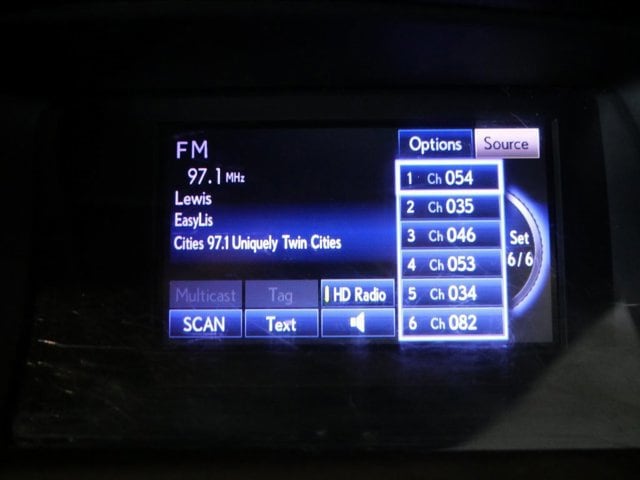 FM
97.1 MHz
Lewis
EasyLis
Cities 97.1 Uniquely Twin Cities
Multicast Tag HD Radio
SCAN Text
Options Source
1 Ch 054
2 Ch 035
3 Ch 046
4 Ch 053
5 Ch 034
6 Ch 082
Set
6/6